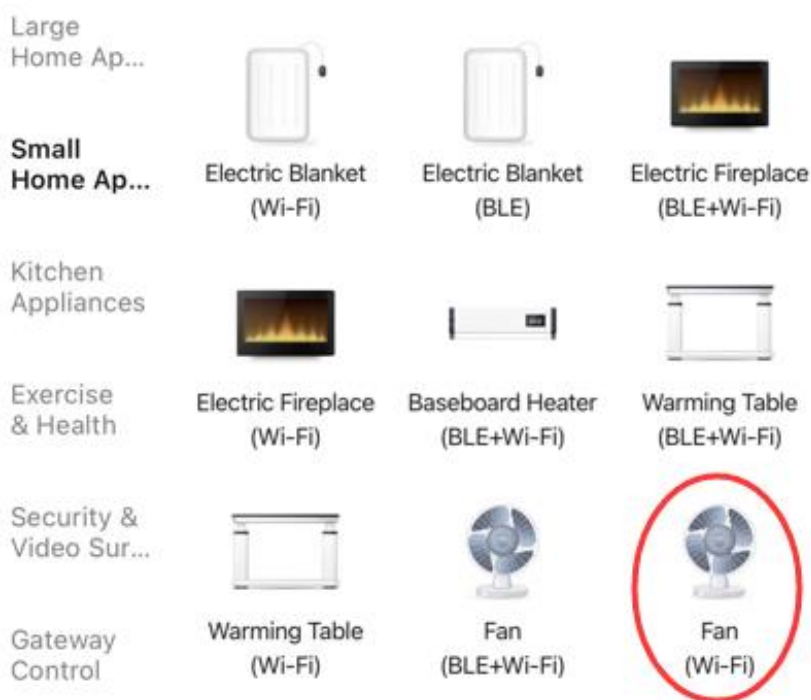 Large
Home Ap...
Small
Home Ap...
Kitchen
Appliances
Exercise
& Health
Security &
Video Sur...
Gateway
Control
Electric Blanket
(Wi-Fi)
Electric Blanket
(BLE)
Electric Fireplace
(BLE+Wi-Fi)
Electric Fireplace
(Wi-Fi)
Baseboard Heater
(BLE+Wi-Fi)
Warming Table
(BLE+Wi-Fi)
Warming Table
(Wi-Fi)
Fan
(BLE+Wi-Fi)
Fan
(Wi-Fi)